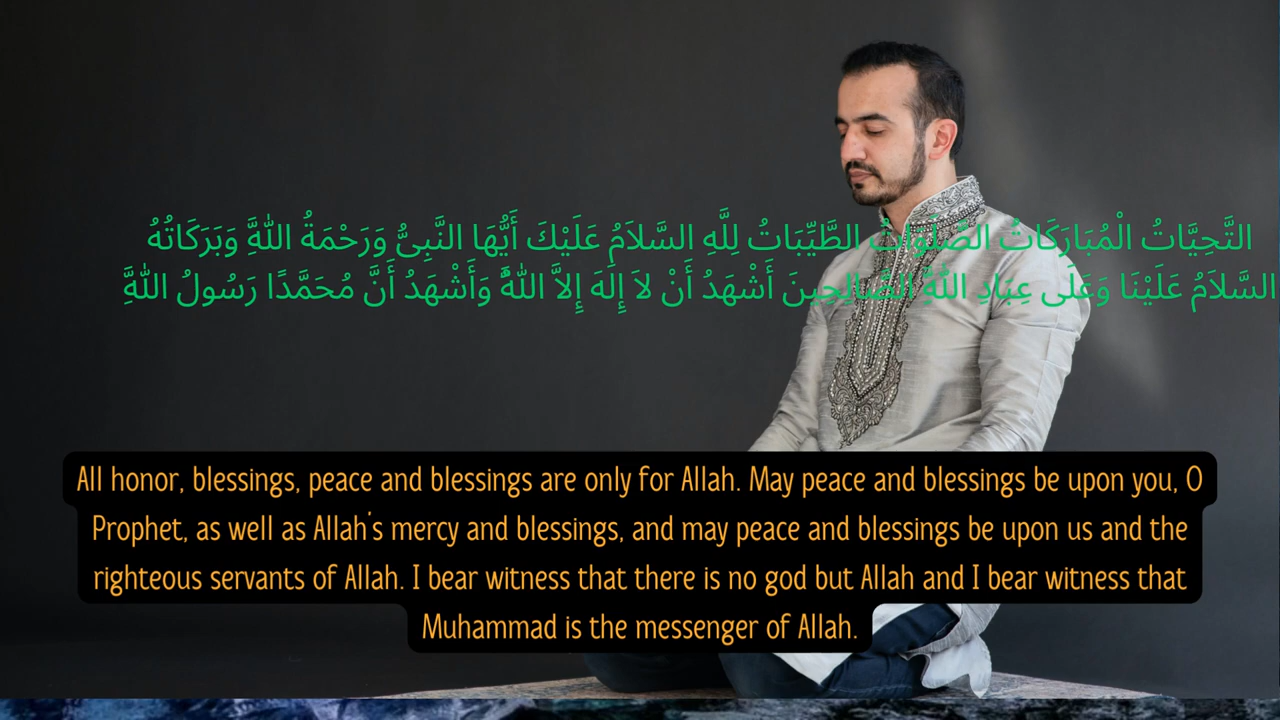 التَّحِيَّاتُ الْمُبَارَكَاتُ الصَّلَوَاتُ الطَّيِّبَاتُ لِلَّهِ السَّلاَمُ عَلَيْكَ أَيُّهَا النَّبِىُّ وَرَحْمَةُ اللهَِّ وَبَرَكَاتُهُ
السَّلاَمُ عَلَيْنَا وَعَلَى عِبَادِ اللهَِّ الصَّالِحِينَ أَشْهَدُ أَنْ لاَ إِلَهَ إِلاَّ اللهَُّ وَأَشْهَدُ أَنَّ مُحَمَّدًا رَسُولُ اللهَِّ
All honor, blessings, peace and blessings are only for Allah. May peace and blessings be upon you, O
Prophet, as well as Allah's mercy and blessings, and may peace and blessings be upon us and the
righteous servants of Allah. I bear witness that there is no god but Allah and I bear witness that
Muhammad is the messenger of Allah.